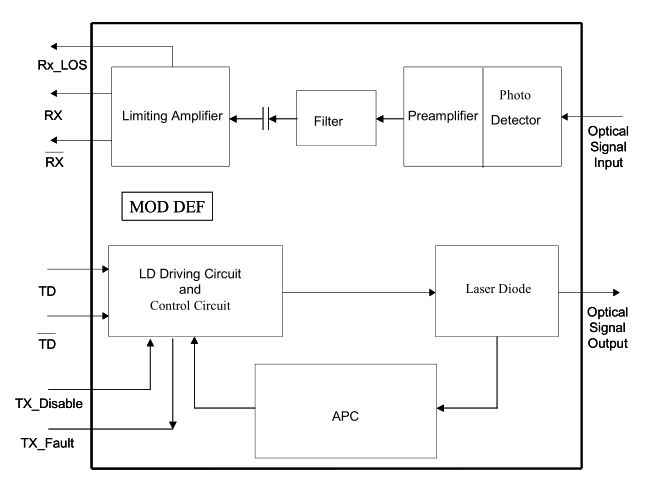 Rx_LOS
RX
RX
Limiting Amplifier
Filter
Preamplifier
Photo
Detector
Optical
Signal
Input
MOD DEF
TD
TD
LD Driving Circuit
and
Control Circuit
Laser Diode
Optical
Signal
Output
TX_Disable
TX_Fault
APC